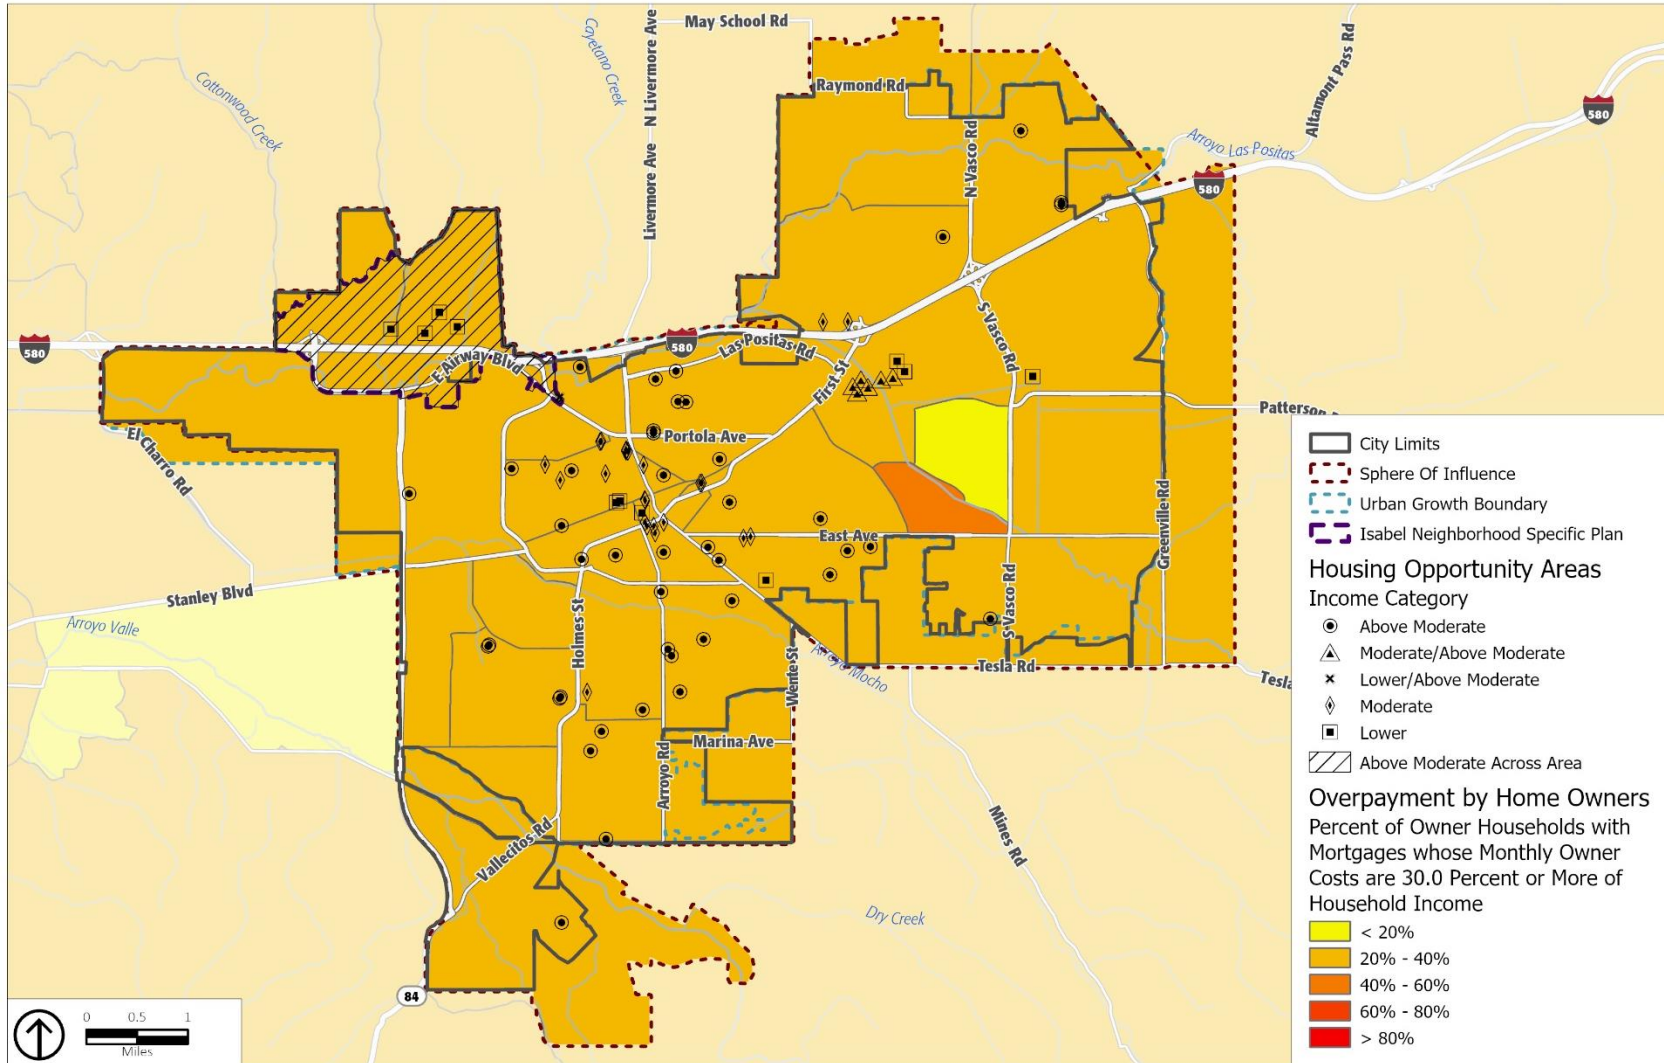 May School Rd
Cayetano Creek
N Livermore Ave
Livermore Ave
Cottonwood Creek
Raymond Rd
N Vasco Rd
Altamont Pass Rd
580
Arroyo Las Positas
580
580
580
E Airway Blvd
Las Positas Rd
First St
S Vasco Rd
Patterson
El Charro Rd
Portola Ave
East Ave
Greenville Rd
Stanley Blvd
Arroyo Valle
Holmes St
S Vasco Rd
Wente St
Arroyo Mocho
Tesla Rd
Tesla
Marina Ave
Arroyo Rd
Mines Rd
Vallecitos Rd
Dry Creek
84
0 0.5 1
Miles
City Limits
Sphere Of Influence
Urban Growth Boundary
Isabel Neighborhood Specific Plan
Housing Opportunity Areas
Income Category
Above Moderate
Moderate/Above Moderate
Lower/Above Moderate
Moderate
Lower
Above Moderate Across Area
Overpayment by Home Owners
Percent of Owner Households with
Mortgages whose Monthly Owner
Costs are 30.0 Percent or More of
Household Income
< 20%
20% - 40%
40% - 60%
60% - 80%
> 80%